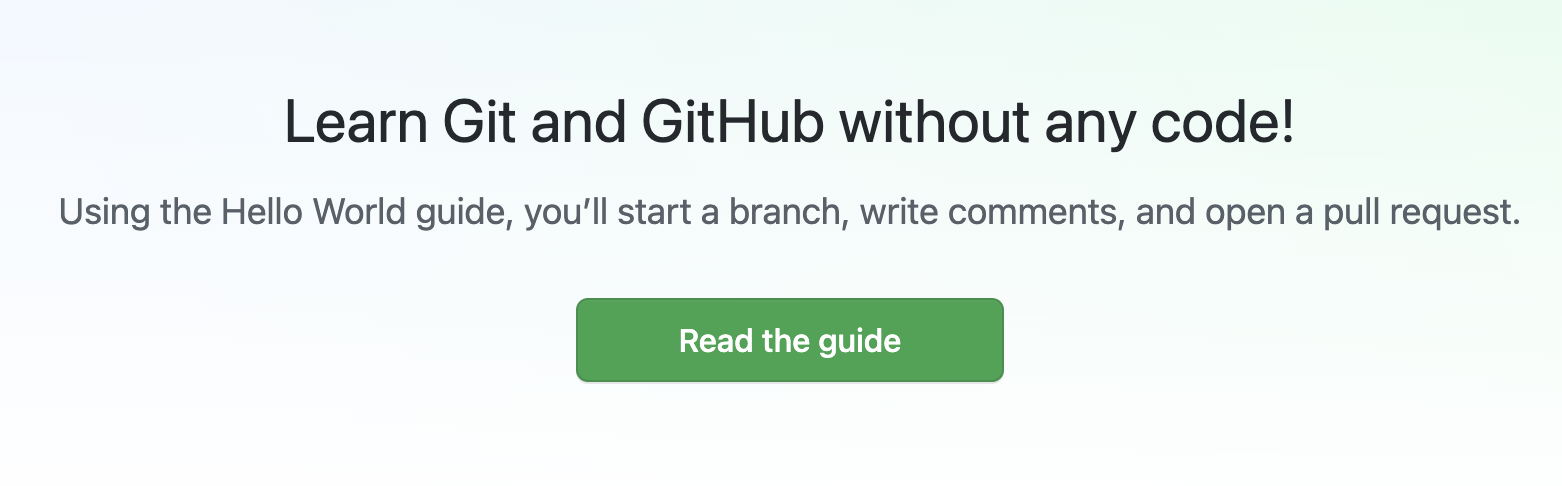 Learn Git and GitHub without any code!
Using the Hello World guide, you’ll start a branch, write comments, and open a pull request.
Read the guide